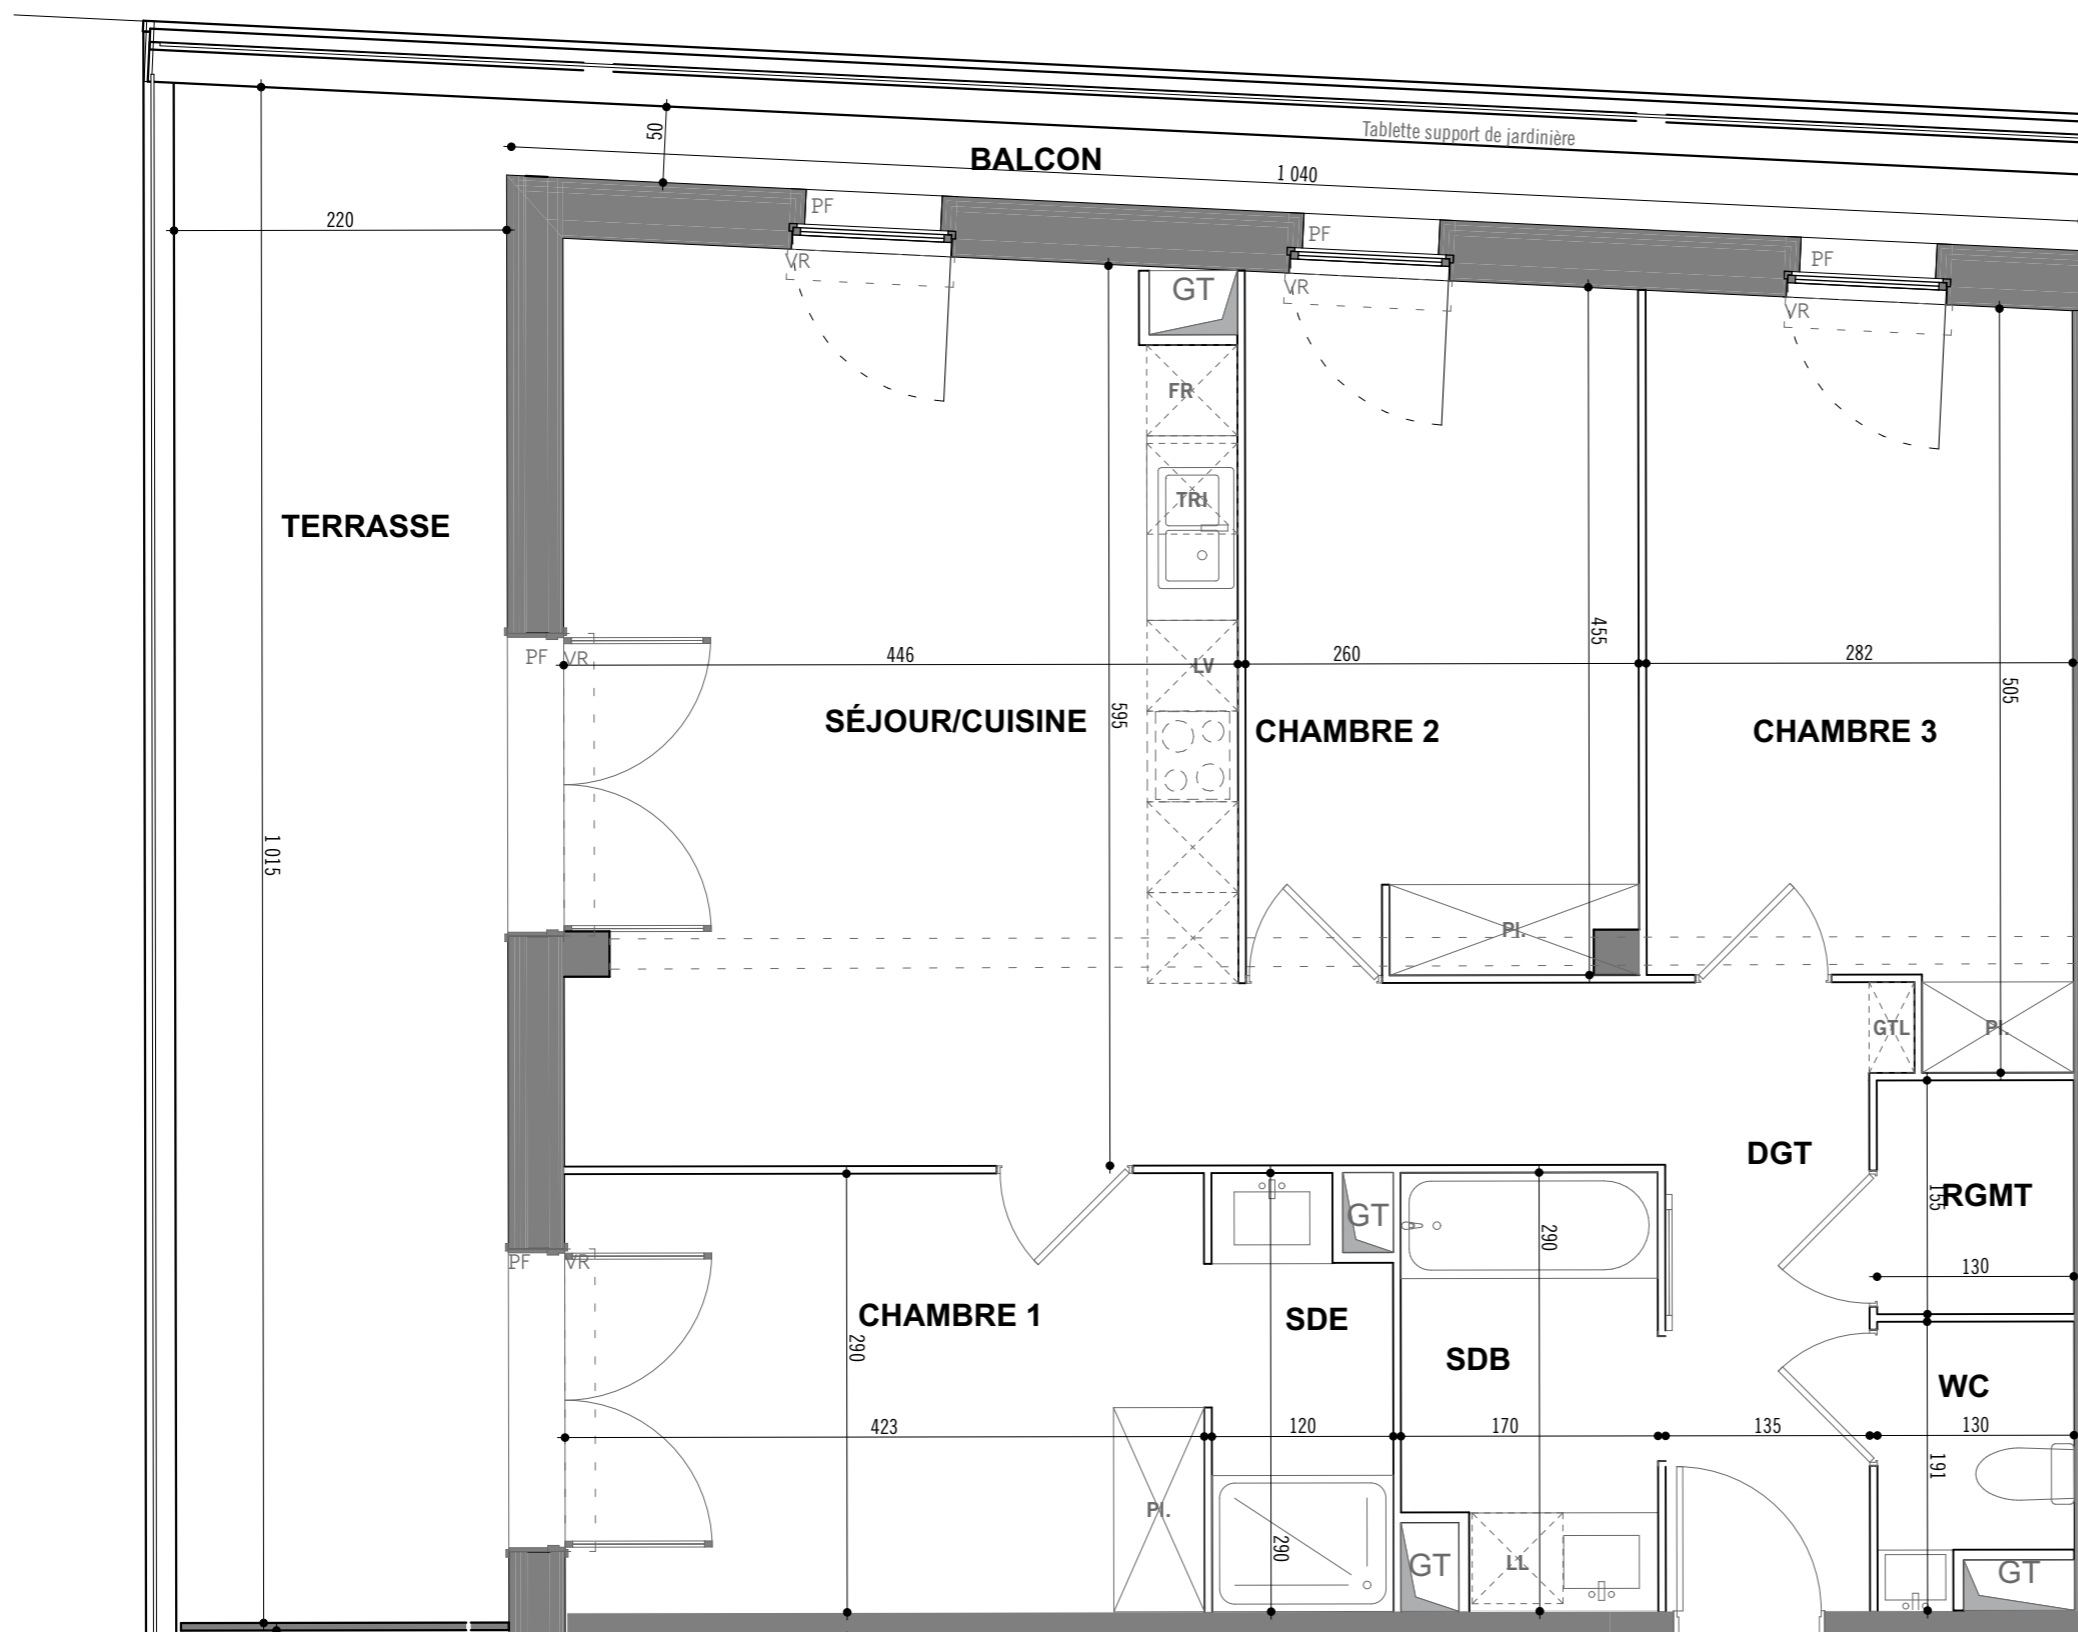 Tablette support de jardinière
50
BALCON
1 040
220
PF
PF
PF
VR
VR
VR
GT
FR
TERRASSE
TRI
PF
VR
446
LV
260
455
282
505
SÉJOUR/CUISINE
595
CHAMBRE 2
CHAMBRE 3
1 015
Pl.
GTL
Pl.
DGT
RGMT
155
GT
290
PF
VR
130
CHAMBRE 1
290
SDE
SDB
WC
423
120
170
135
130
191
Pl.
290
GT
LL
GT